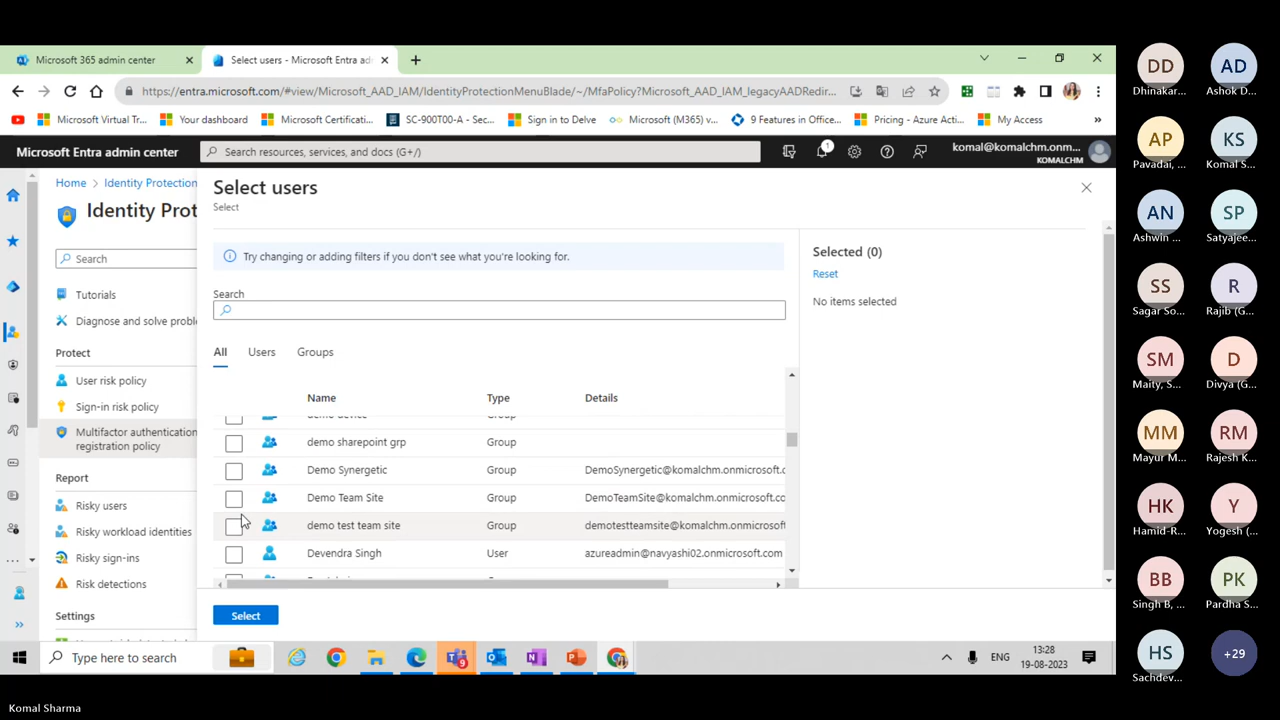 Microsoft 365 admin center
Select users - Microsoft Entra ad
https://entra.microsoft.com/#view/Microsoft_AAD_IAM/IdentityProtectionMenuBlade/~/MfaPolicy?Microsoft_AAD_IAM_legacyAADRedir...
Microsoft Virtual Tr...
Your dashboard
Microsoft Certificati...
SC-900T00-A - Sec...
Sign in to Delve
Microsoft (M365) v...
9 Features in Office...
Pricing - Azure Acti...
My Access
»
Microsoft Entra admin center
Search resources, services, and docs (G+/)
1
komal@komalchm.onm...
KOMALCHM
Home > Identity Protection
Identity Prot
Search
Tutorials
Diagnose and solve probl
Protect
User risk policy
Sign-in risk policy
Multifactor authentication
registration policy
Report
Risky users
Risky workload identities
Risky sign-ins
Risk detections
Settings
Select users
Select
Try changing or adding filters if you don't see what you're looking for.
Search
All
Users
Groups
Name
Type
Details
demo device
Group
demo sharepoint grp
Group
Demo Synergetic
Group
DemoSynergetic@komalchm.onmicrosoft.c
Demo Team Site
Group
DemoTeamSite@komalchm.onmicrosoft.co
demo test team site
Group
demotestteamsite@komalchm.onmicrosoft
Devendra Singh
User
azureadmin@navyashi02.onmicrosoft.com
Select
Selected (0)
Reset
No items selected
Type here to search
9
ENG
13:28
19-08-2023
DD
Dhinakar...
AD
Ashok D...
AP
Pavadai, ...
KS
Komal S...
AN
Ashwin ...
SP
Satyajee...
SS
Sagar So...
R
Rajib (G...
SM
Maity, S...
D
Divya (G...
MM
Mayur M...
RM
Rajesh K...
HK
Hamid-R...
Y
Yogesh (...
BB
Singh B, ...
PK
Pardha S...
HS
Sachdev...
+29
Komal Sharma